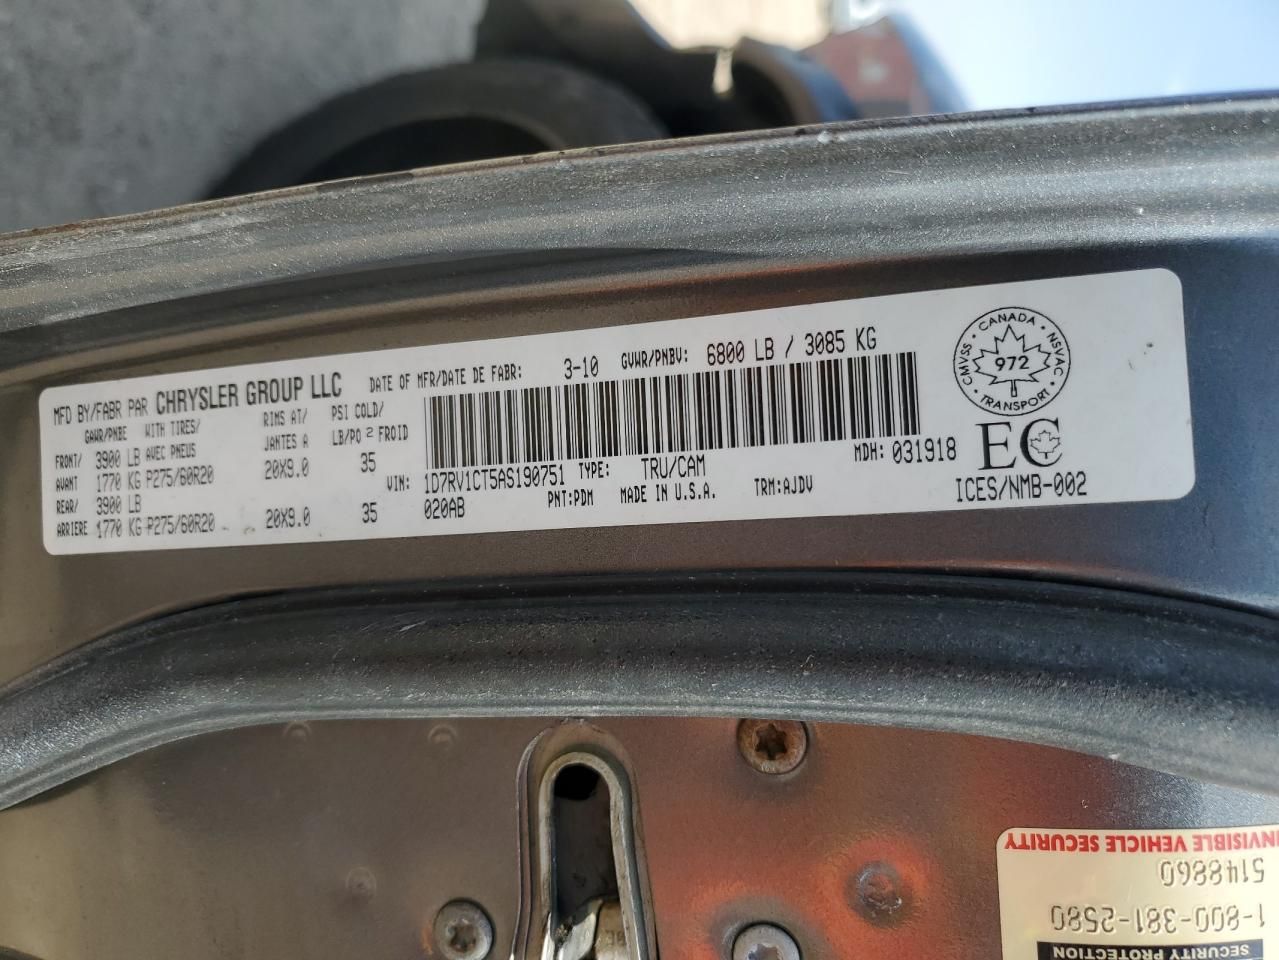 MFD BY/FABR PAR CHRYSLER GROUP LLC DATE OF MFR/DATE DE FABR: 3-10 GVWR/PNBV: 6800 LB / 3085 KG
GAWR/PNBE WITH TIRES/ RIMS AT/ PSI COLD/
FRONT/ 3900 LB AVEC PNEUS JANTES A LB/PO 2 FROID
AVANT 1770 KG P275/60R20 20X9.0 35
REAR/ 3900 LB
ARRIERE 1770 KG P275/60R20 20X9.0 35
VIN: 1D7RV1CT5AS190751 TYPE: TRU/CAM MDH: 031918
020AB PNT:PDM MADE IN U.S.A. TRM:AJDV
CMVSS • CANADA • NSVAC
972
• TRANSPORT •
EC
ICES/NMB-002
INVISIBLE VEHICLE SECURITY
5148860
1-800-381-2580
SECURITY PROTECTION